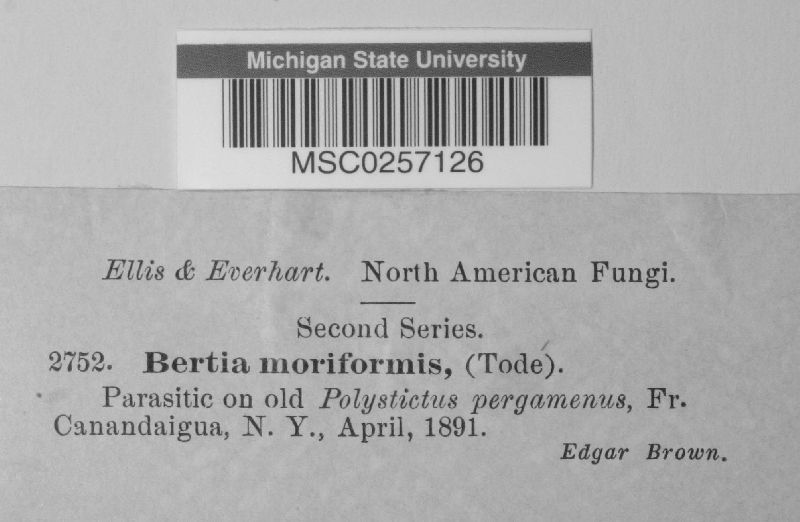 Michigan State University
MSC0257126
Ellis & Everhart. North American Fungi.
Second Series.
2752. Bertia moriformis, (Tode).
Parasitic on old Polystictus pergamenus, Fr.
Canandaigua, N. Y., April, 1891.
Edgar Brown.